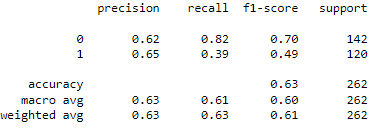 precision recall f1-score support
0 0.62 0.82 0.70 142
1 0.65 0.39 0.49 120
accuracy 0.63 262
macro avg 0.63 0.61 0.60 262
weighted avg 0.63 0.63 0.61 262